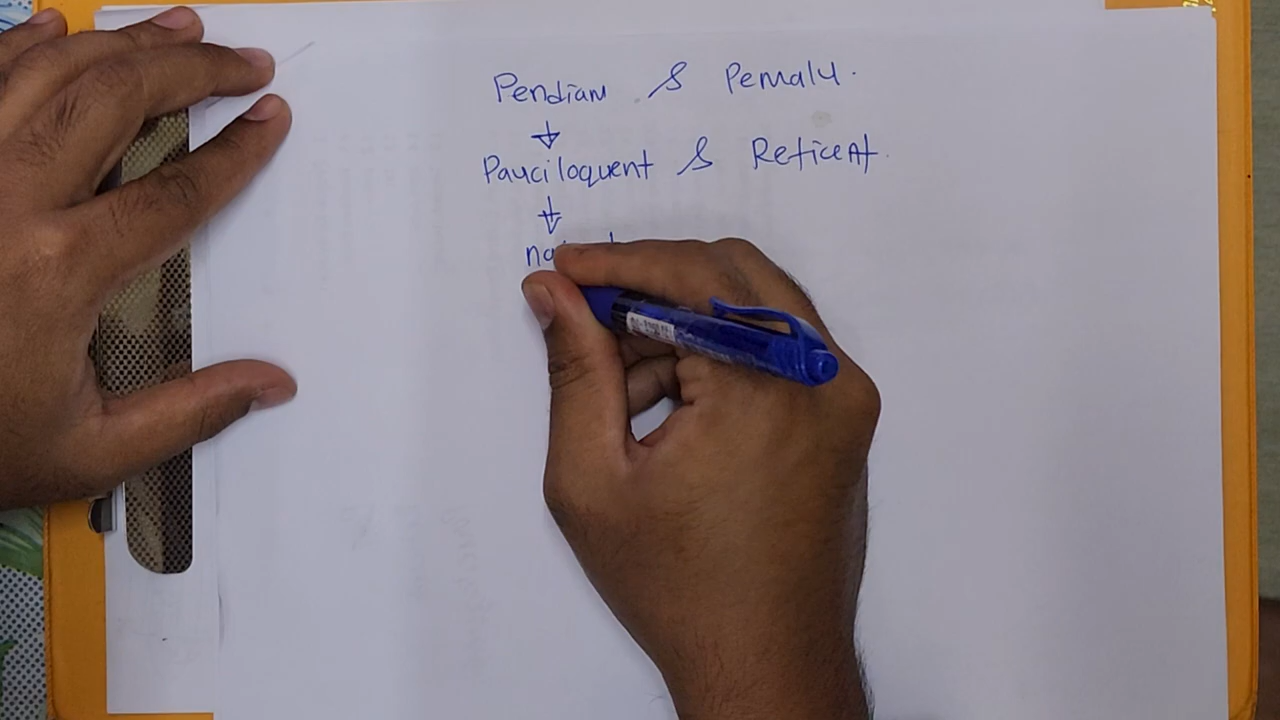 Pendiam & Pemalu.
↓
Pauciloquent & Reticent.
↓